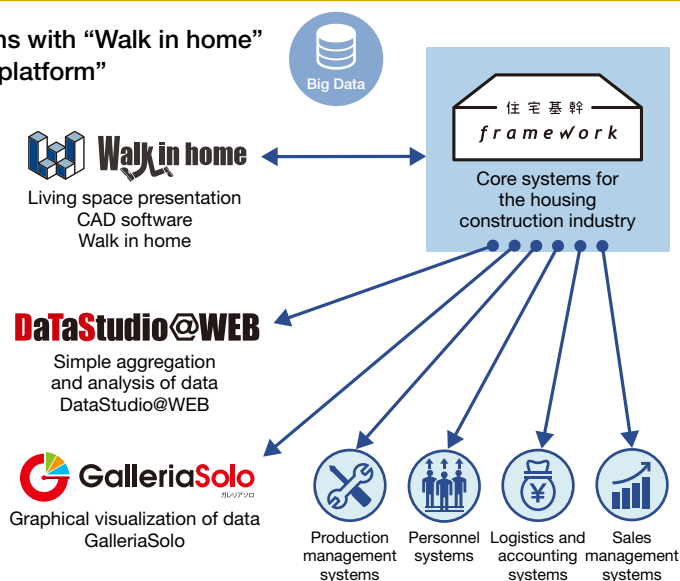 ns with “Walk in home”
platform”
Big Data
住宅基幹
framework
Core systems for
the housing
construction industry
Walk in home
Living space presentation
CAD software
Walk in home
DaTaStudio@WEB
Simple aggregation
and analysis of data
DataStudio@WEB
GalleriaSolo
ガレリアソロ
Graphical visualization of data
GalleriaSolo
Production
management
systems
Personnel
systems
Logistics and
accounting
systems
Sales
management
systems